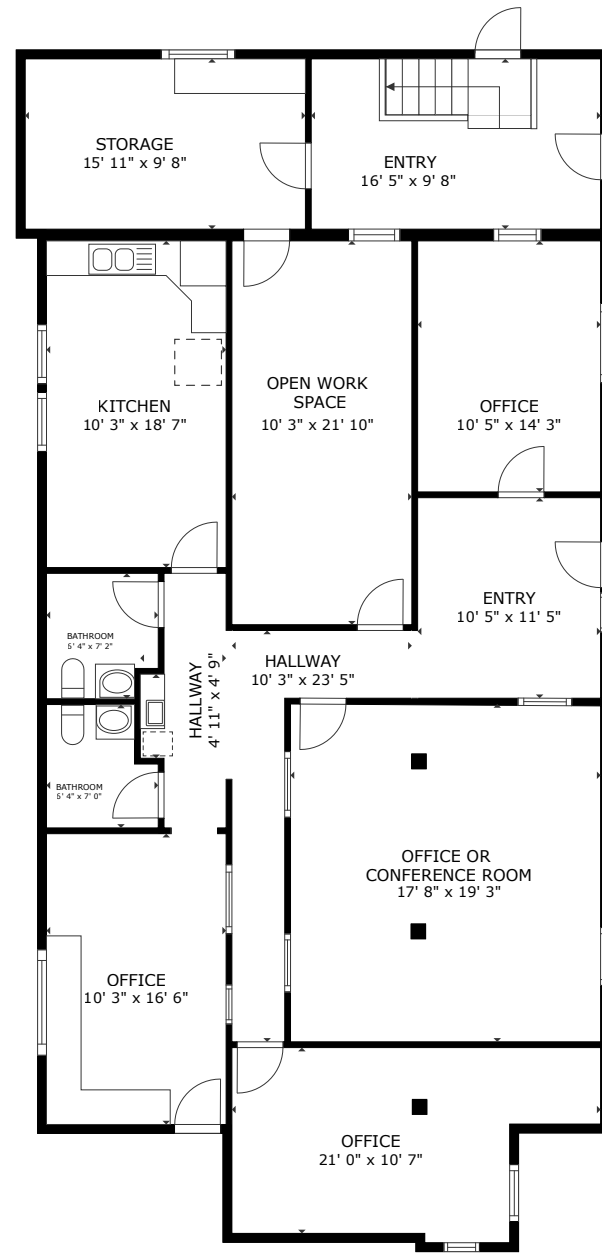 STORAGE
15' 11" x 9' 8"
ENTRY
16' 5" x 9' 8"
KITCHEN
10' 3" x 18' 7"
OPEN WORK
SPACE
10' 3" x 21' 10"
OFFICE
10' 5" x 14' 3"
ENTRY
10' 5" x 11' 5"
BATHROOM
6' 4" x 7' 2"
HALLWAY
4' 11" x 4' 9"
HALLWAY
10' 3" x 23' 5"
BATHROOM
6' 4" x 7' 0"
OFFICE OR
CONFERENCE ROOM
17' 8" x 19' 3"
OFFICE
10' 3" x 16' 6"
OFFICE
21' 0" x 10' 7"